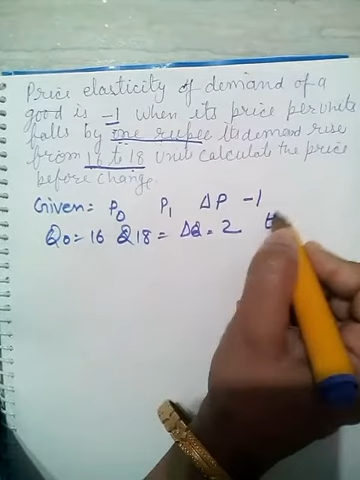 Price elasticity of demand of a
good is -1 when its price per units
falls by one rupee its demand rise
from 16 to 18 units calculate the price
before change.
Given = P0 P1 ΔP -1
Q0 = 16 Q 18 = ΔQ = 2